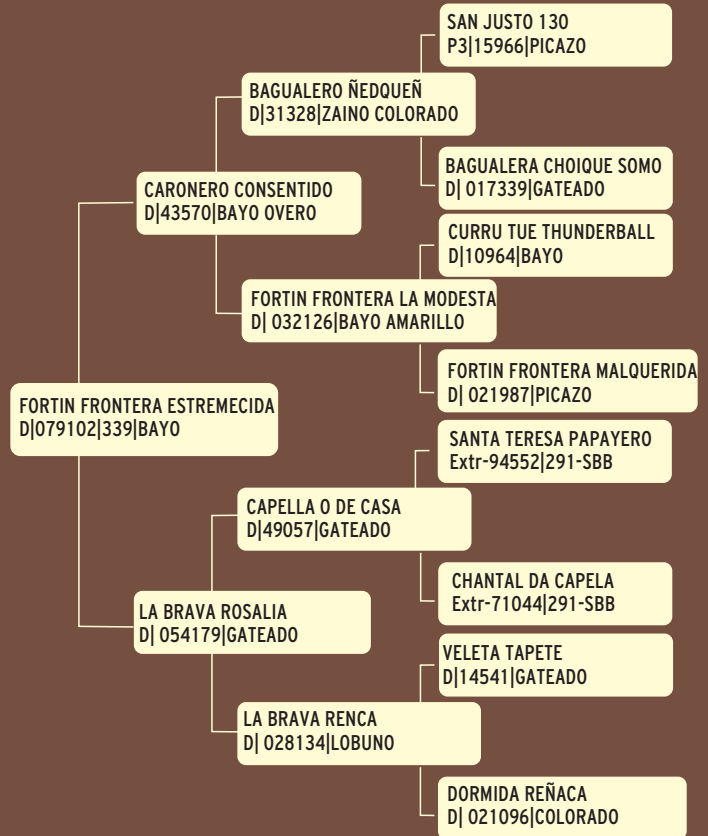 SAN JUSTO 130
P3|15966|PICAZO
BAGUALERO ÑEDQUEÑ
D|31328|ZAINO COLORADO
BAGUALERA CHOIQUE SOMO
D| 017339|GATEADO
CARONERO CONSENTIDO
D|43570|BAYO OVERO
CURRU TUE THUNDERBALL
D|10964|BAYO
FORTIN FRONTERA LA MODESTA
D| 032126|BAYO AMARILLO
FORTIN FRONTERA MALQUERIDA
D| 021987|PICAZO
FORTIN FRONTERA ESTREMECIDA
D|079102|339|BAYO
SANTA TERESA PAPAYERO
Extr-94552|291-SBB
CAPELLA O DE CASA
D|49057|GATEADO
CHANTAL DA CAPELA
Extr-71044|291-SBB
LA BRAVA ROSALIA
D| 054179|GATEADO
VELETA TAPETE
D|14541|GATEADO
LA BRAVA RENCA
D| 028134|LOBUNO
DORMIDA REÑACA
D| 021096|COLORADO